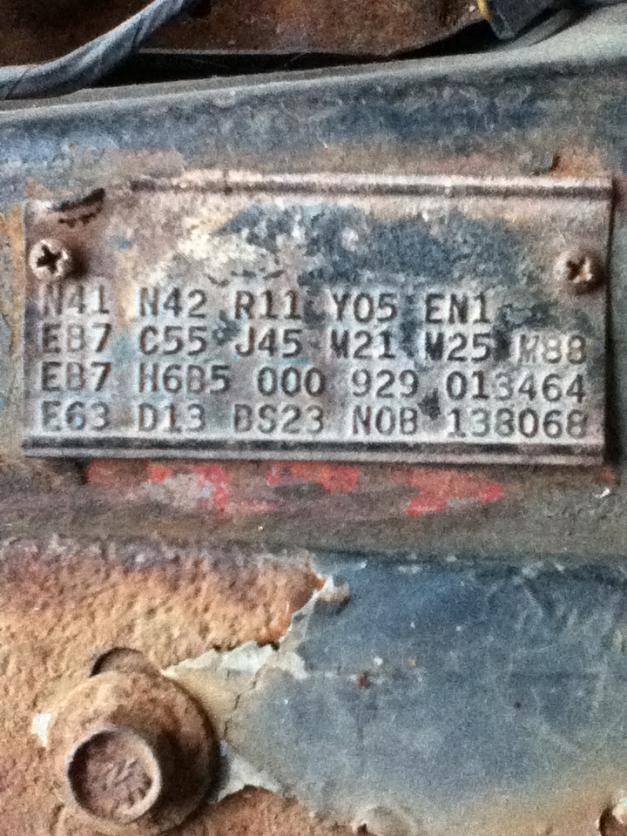 N41 N42 R11 Y05 EN1
EB7 C55 J45 M21 M25 M88
EB7 H6B5 000 929 013464
E63 D13 BS23 N0B 138068